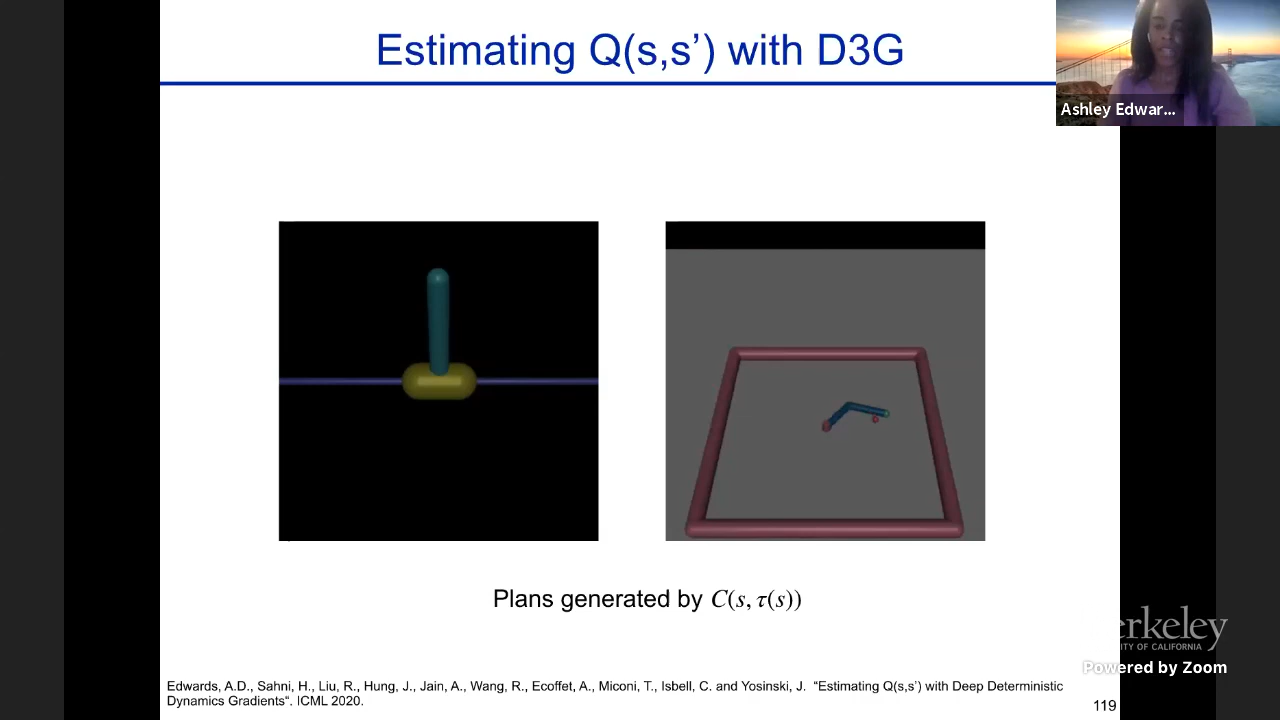 Estimating Q(s,s’) with D3G
Ashley Edwar...
Plans generated by C(s, τ(s))
erkeley
ITY OF CALIFORNIA
Powered by Zoom
Edwards, A.D., Sahni, H., Liu, R., Hung, J., Jain, A., Wang, R., Ecoffet, A., Miconi, T., Isbell, C. and Yosinski, J. “Estimating Q(s,s’) with Deep Deterministic
Dynamics Gradients“. ICML 2020.
119